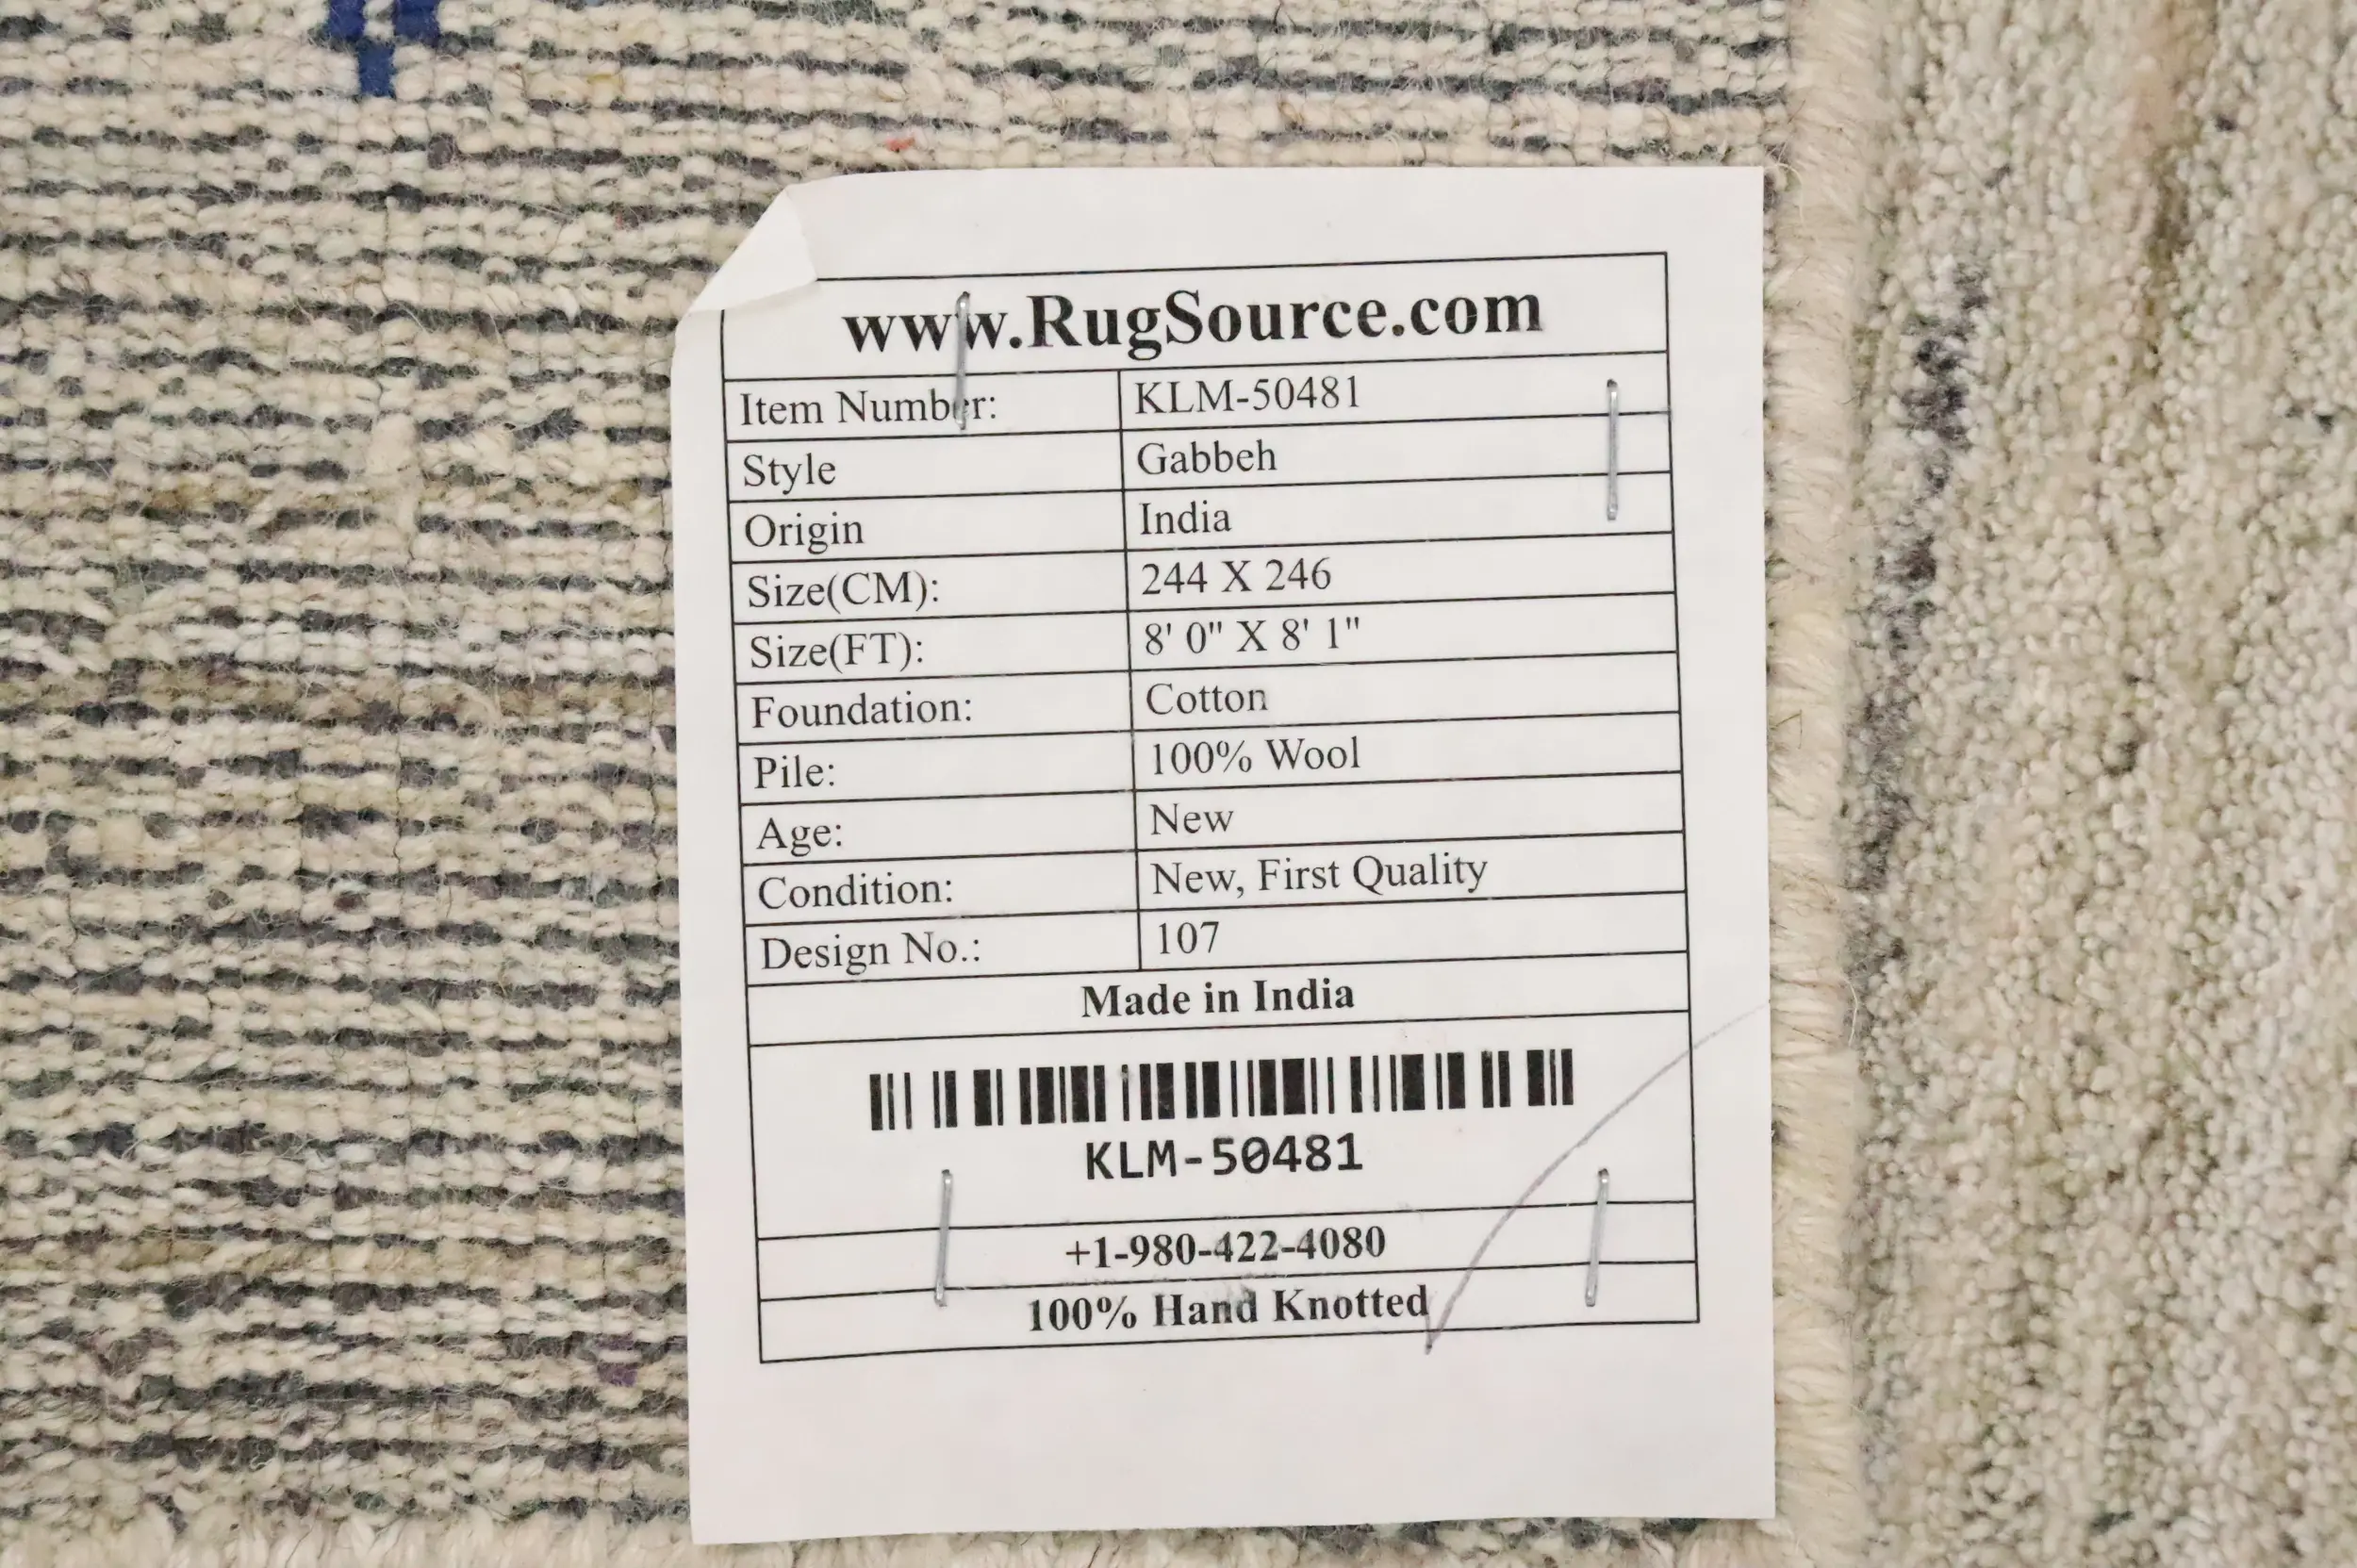 www.RugSource.com
Item Number: KLM-50481
Style Gabbeh
Origin India
Size(CM): 244 X 246
Size(FT): 8' 0" X 8' 1"
Foundation: Cotton
Pile: 100% Wool
Age: New
Condition: New, First Quality
Design No.: 107
Made in India
KLM-50481
+1-980-422-4080
100% Hand Knotted